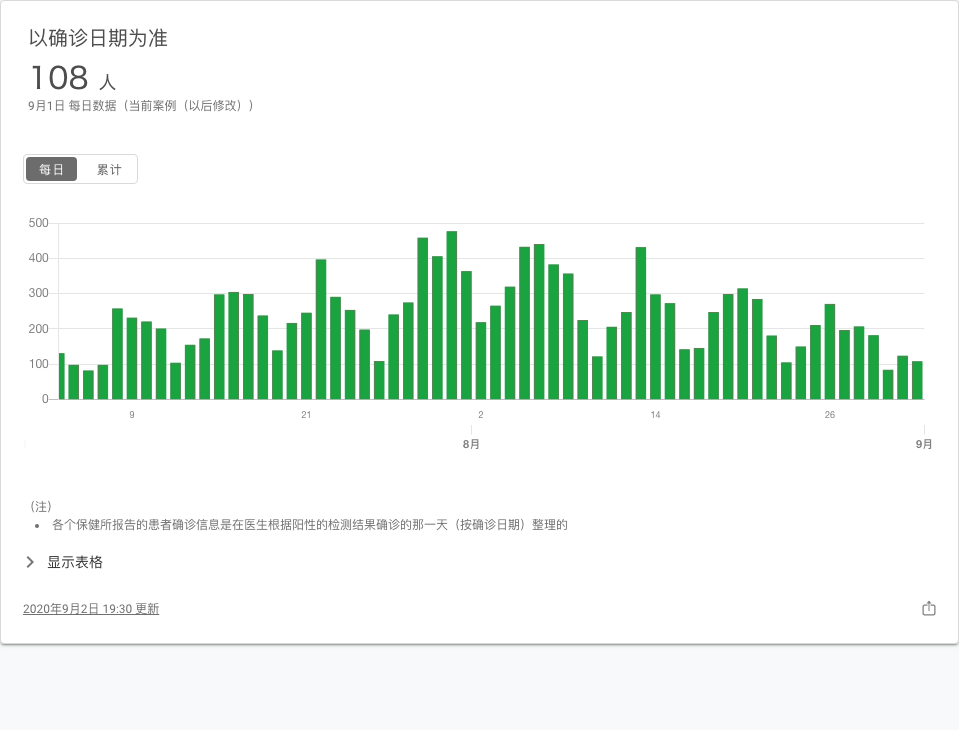 以确诊日期为准
108 人
9月1日 每日数据（当前案例（以后修改））
每日 累计
500
400
300
200
100
0
9 21 2 14 26
8月 9月
（注）
• 各个保健所报告的患者确诊信息是在医生根据阳性的检测结果确诊的那一天（按确诊日期）整理的
显示表格
2020年9月2日 19:30 更新